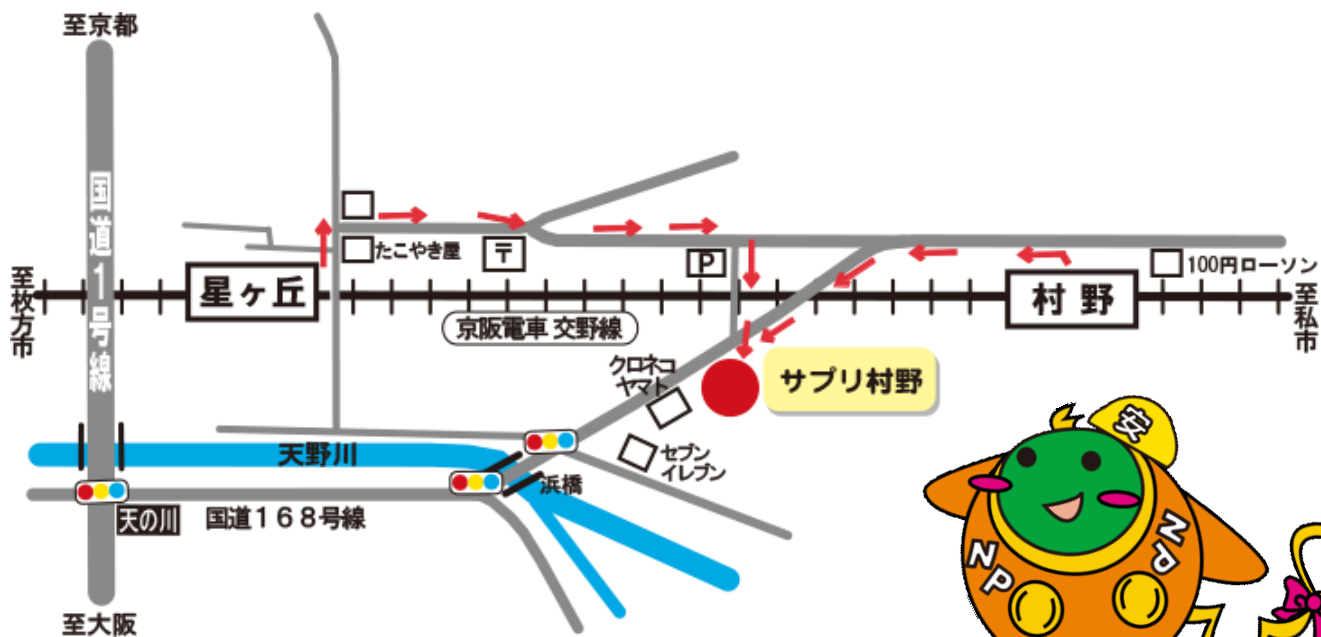 至京都
国道1号線
たこやき屋
〒
P
100円ローソン
至枚方市
星ヶ丘
村野
至私市
京阪電車 交野線
クロネコ
ヤマト
サプリ村野
安
天野川
セブン
イレブン
浜橋
天の川
国道168号線
NP
NP
至大阪